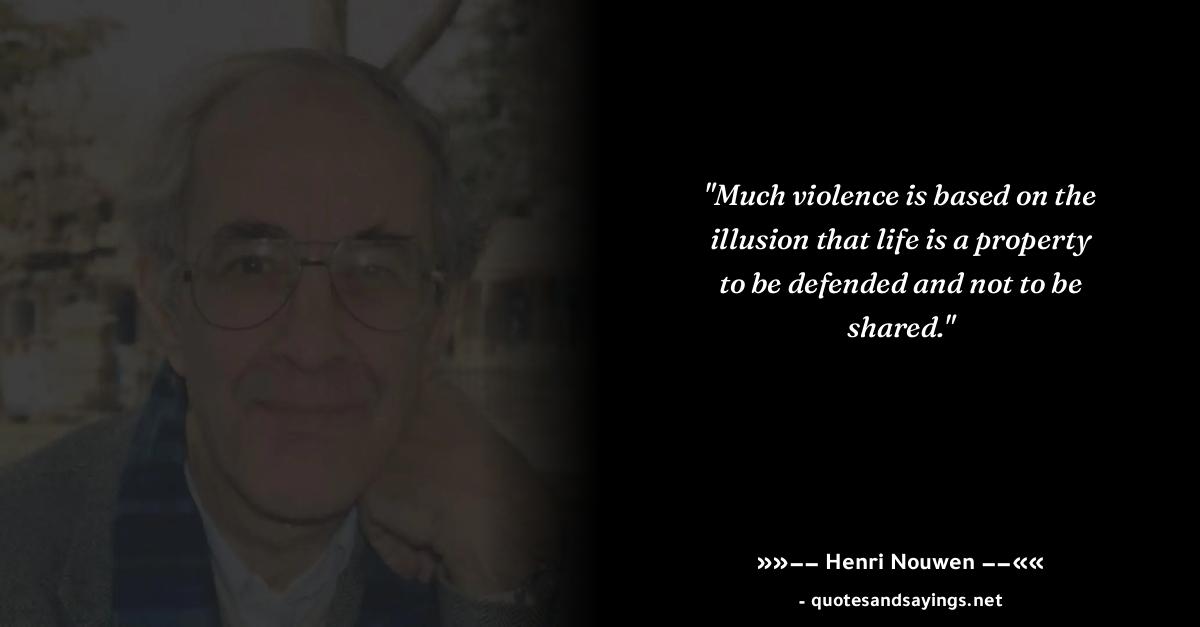 "Much violence is based on the
illusion that life is a property
to be defended and not to be
shared."
»»–– Henri Nouwen ––««
- quotesandsayings.net